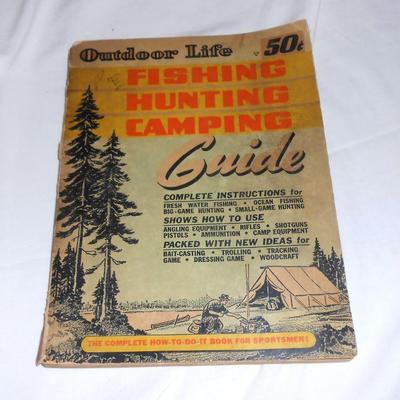 Outdoor Life 50¢
FISHING
HUNTING
CAMPING
Guide
COMPLETE INSTRUCTIONS for
FRESH WATER FISHING • OCEAN FISHING
BIG-GAME HUNTING • SMALL-GAME HUNTING
SHOWS HOW TO USE
ANGLING EQUIPMENT • RIFLES • SHOTGUNS
PISTOLS • AMMUNITION • CAMP EQUIPMENT
PACKED WITH NEW IDEAS for
BAIT-CASTING • TROLLING • TRACKING
GAME • DRESSING GAME • WOODCRAFT
THE COMPLETE HOW-TO-DO-IT BOOK FOR SPORTSMEN!